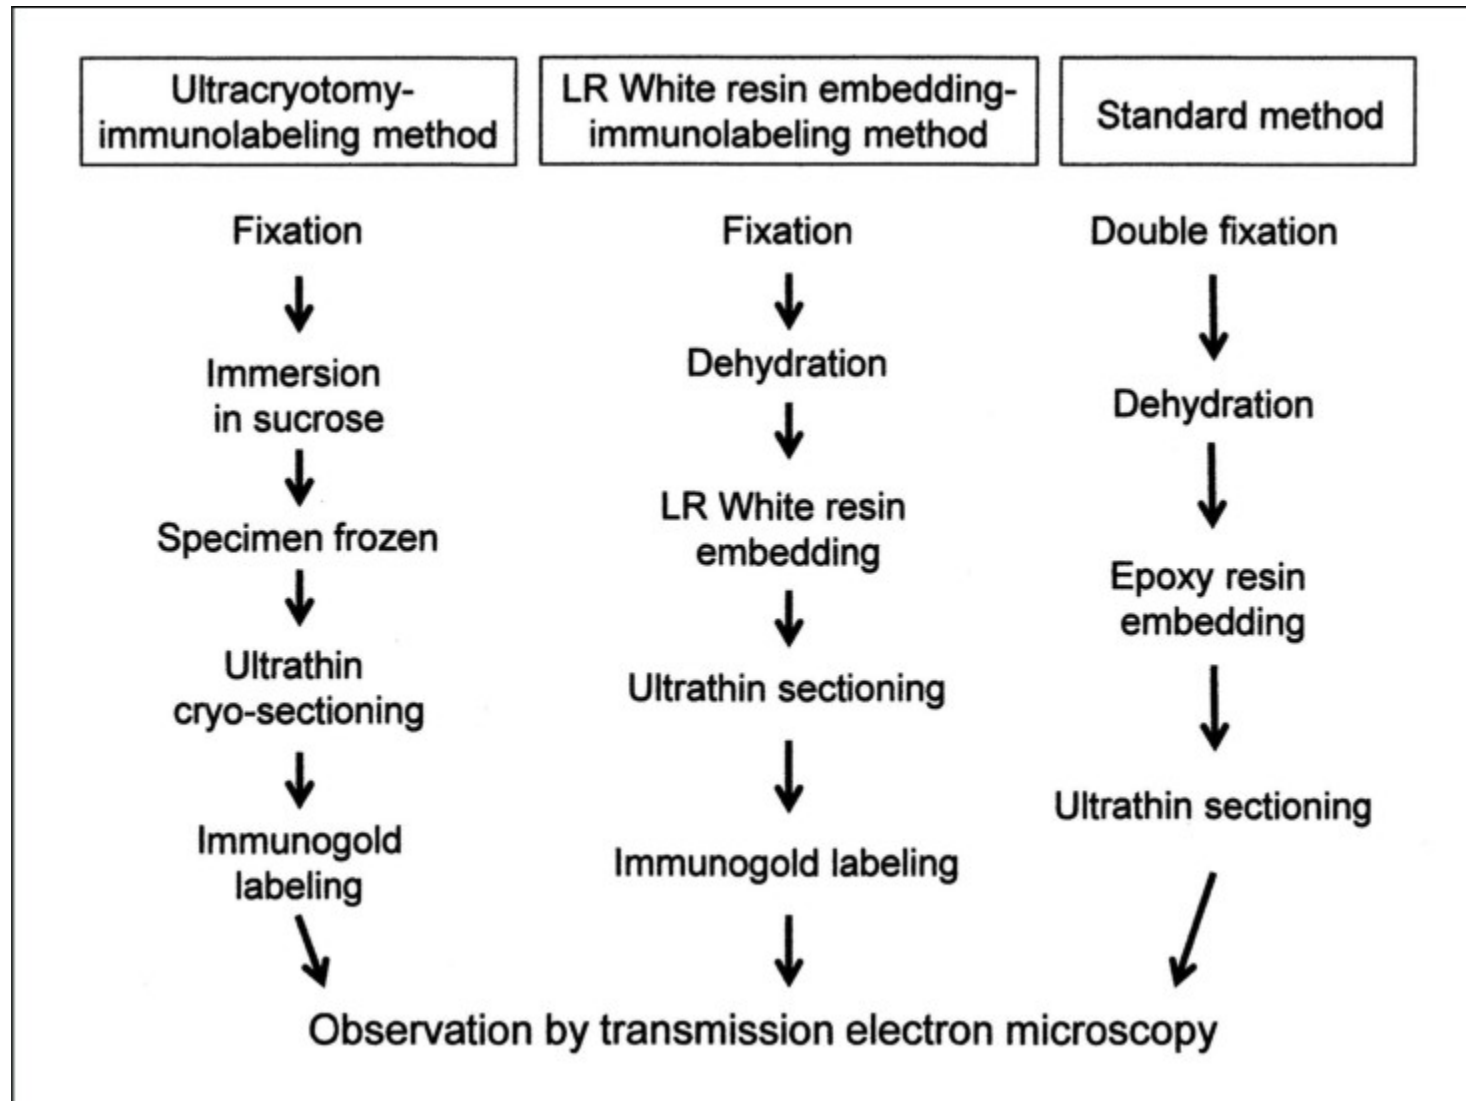 Ultracryotomy-
immunolabeling method
Fixation
Immersion
in sucrose
Specimen frozen
Ultrathin
cryo-sectioning
Immunogold
labeling
LR White resin embedding-
immunolabeling method
Fixation
Dehydration
LR White resin
embedding
Ultrathin sectioning
Immunogold labeling
Standard method
Double fixation
Dehydration
Epoxy resin
embedding
Ultrathin sectioning
Observation by transmission electron microscopy